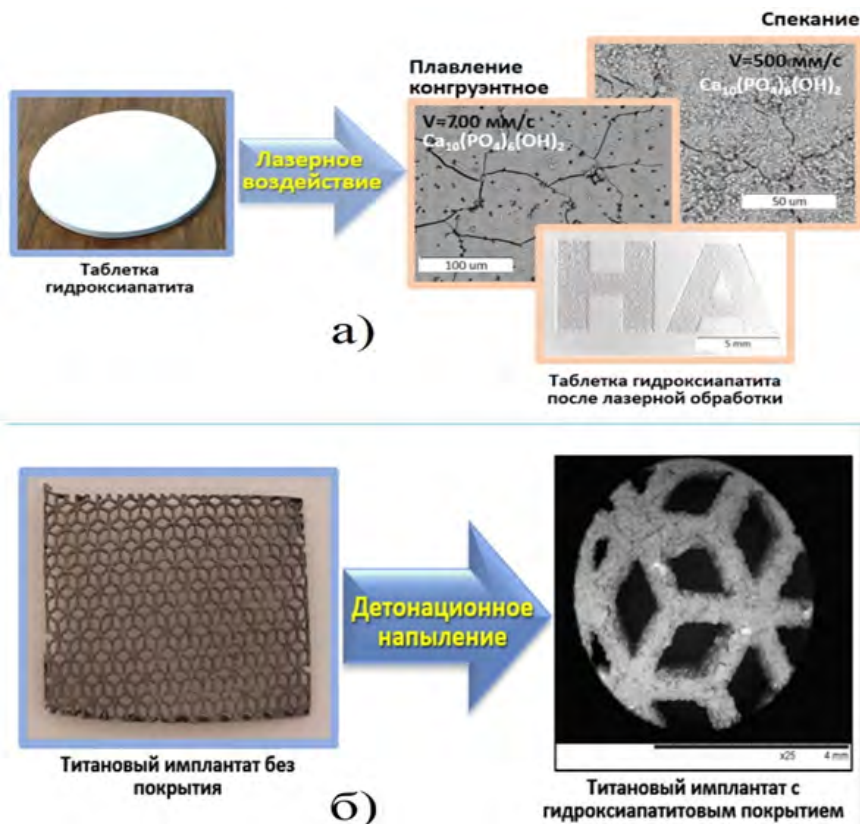 Спекание
V=500 мм/с
Ca10(PO4)6(OH)2
50 um
Плавление
конгруэнтное
V=700 мм/с
Ca10(PO4)6(OH)2
100 um
Лазерное
воздействие
Таблетка
гидроксиапатита
HA
5 mm
Таблетка гидроксиапатита
после лазерной обработки
а)
Детонационное
напыление
x25 4 mm
Титановый имплантат без
покрытия
Титановый имплантат с
гидроксиапатитовым покрытием
б)